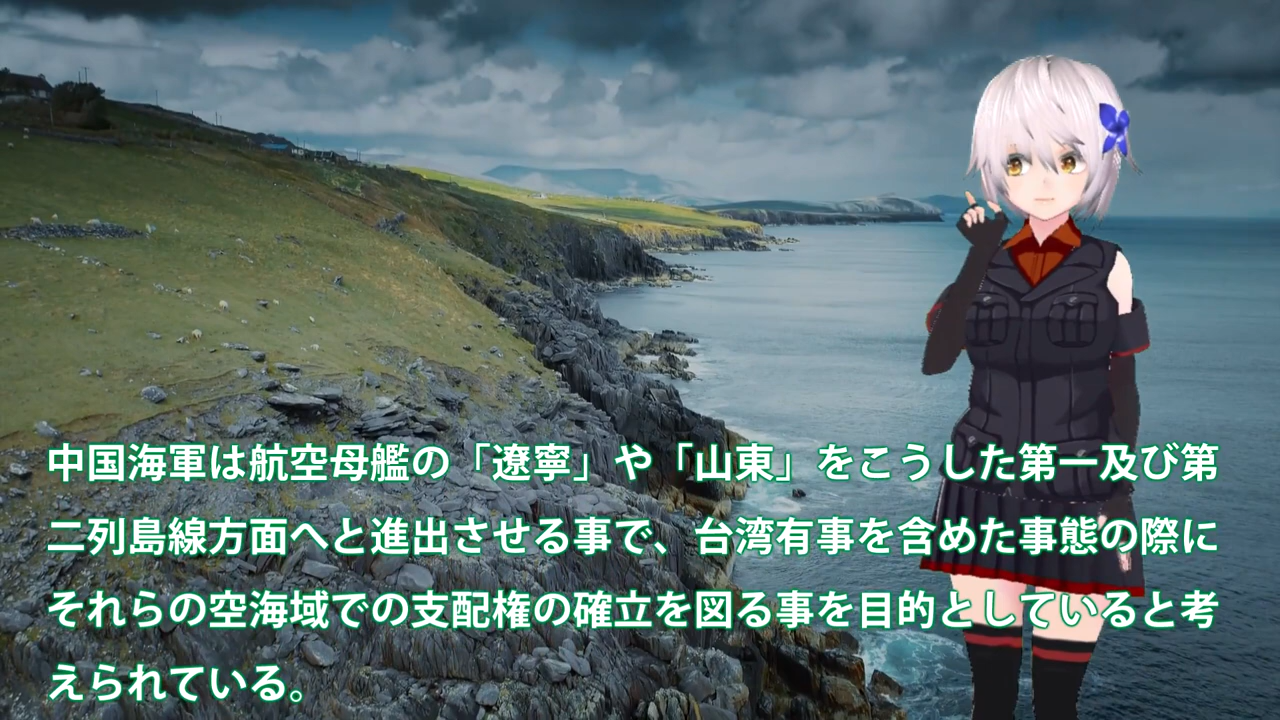 中国海軍は航空母艦の「遼寧」や「山東」をこうした第一及び第
二列島線方面へと進出させる事で、台湾有事を含めた事態の際に
それらの空海域での支配権の確立を図る事を目的としていると考
えられている。